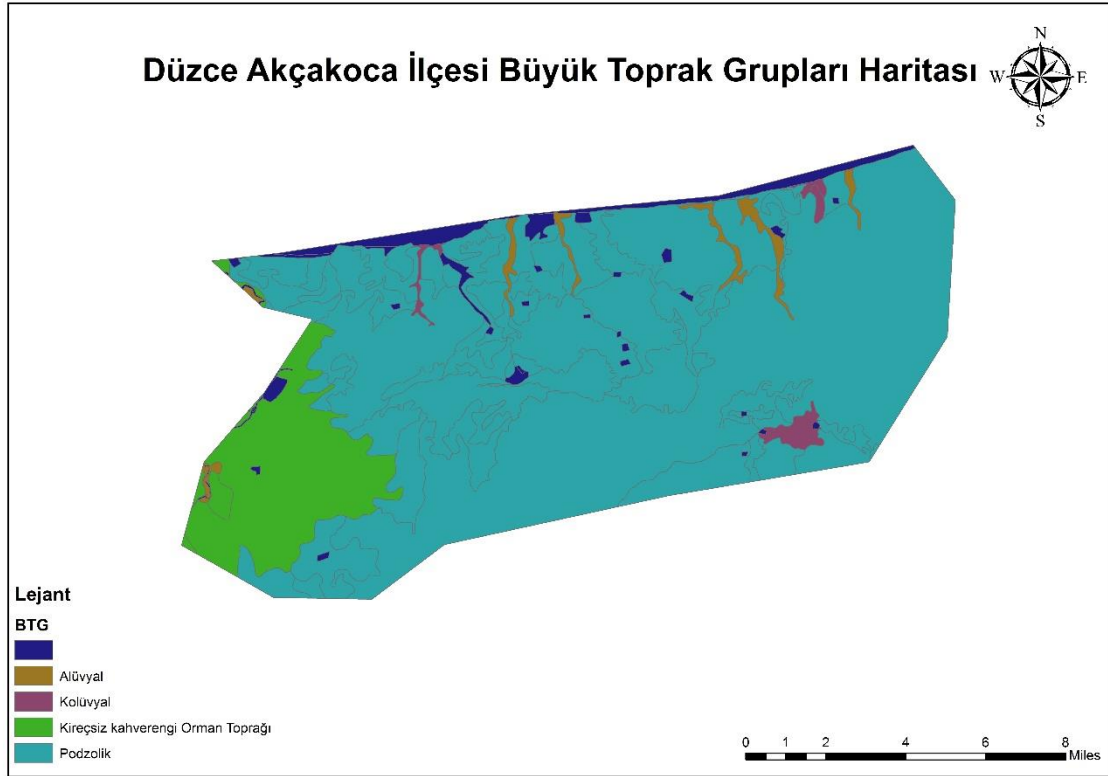 Düzce Akçakoca İlçesi Büyük Toprak Grupları Haritası
N
W E
S
Lejant
BTG
Alüvyal
Kolüvyal
Kireçsiz kahverengi Orman Toprağı
Podzolik
0 1 2 4 6 8
Miles